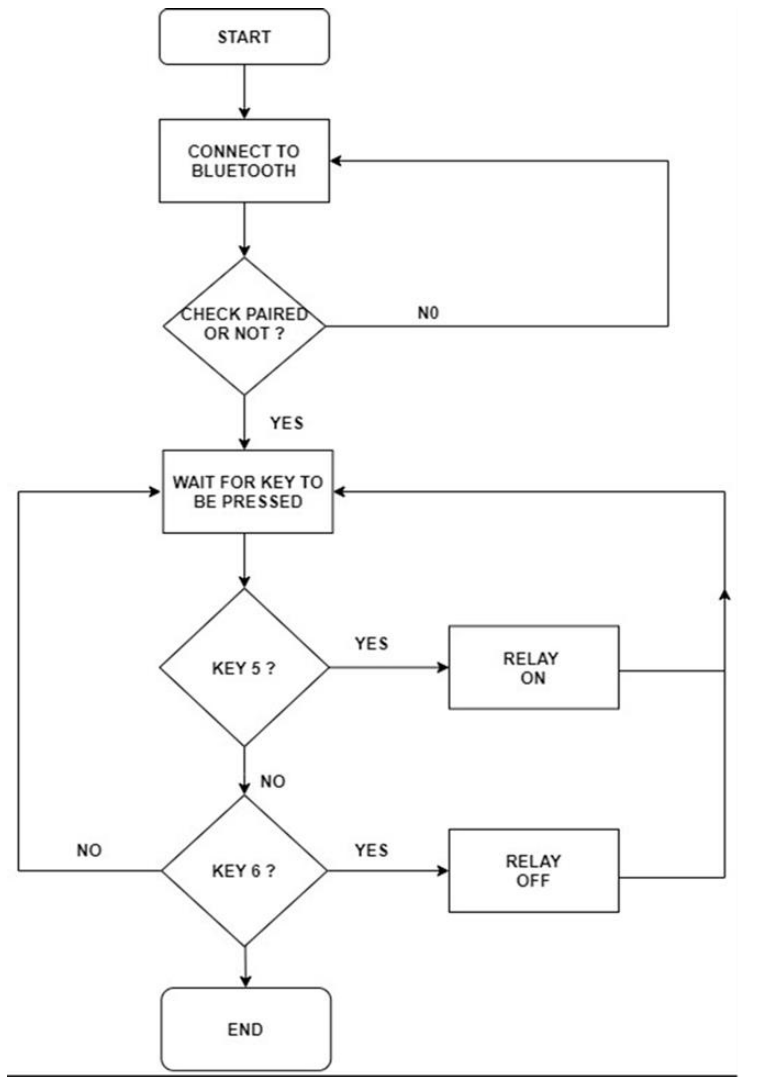 START
CONNECT TO
BLUETOOTH
CHECK PAIRED
OR NOT ?
N0
YES
WAIT FOR KEY TO
BE PRESSED
KEY 5 ?
YES
RELAY
ON
NO
NO
KEY 6 ?
YES
RELAY
OFF
END